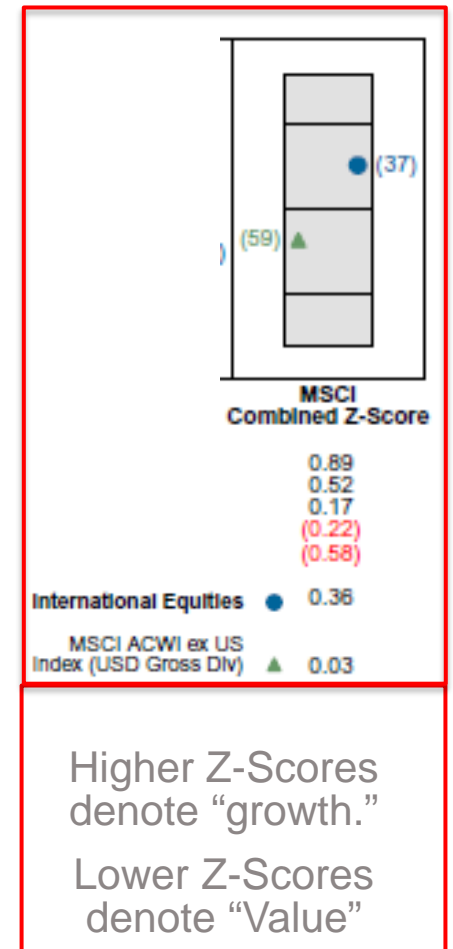 (37)
(59)
)
MSCI
Combined Z-Score
0.89
0.52
0.17
(0.22)
(0.58)
International Equities 0.36
MSCI ACWI ex US
Index (USD Gross Div) 0.03
Higher Z-Scores
denote “growth.”
Lower Z-Scores
denote “Value”